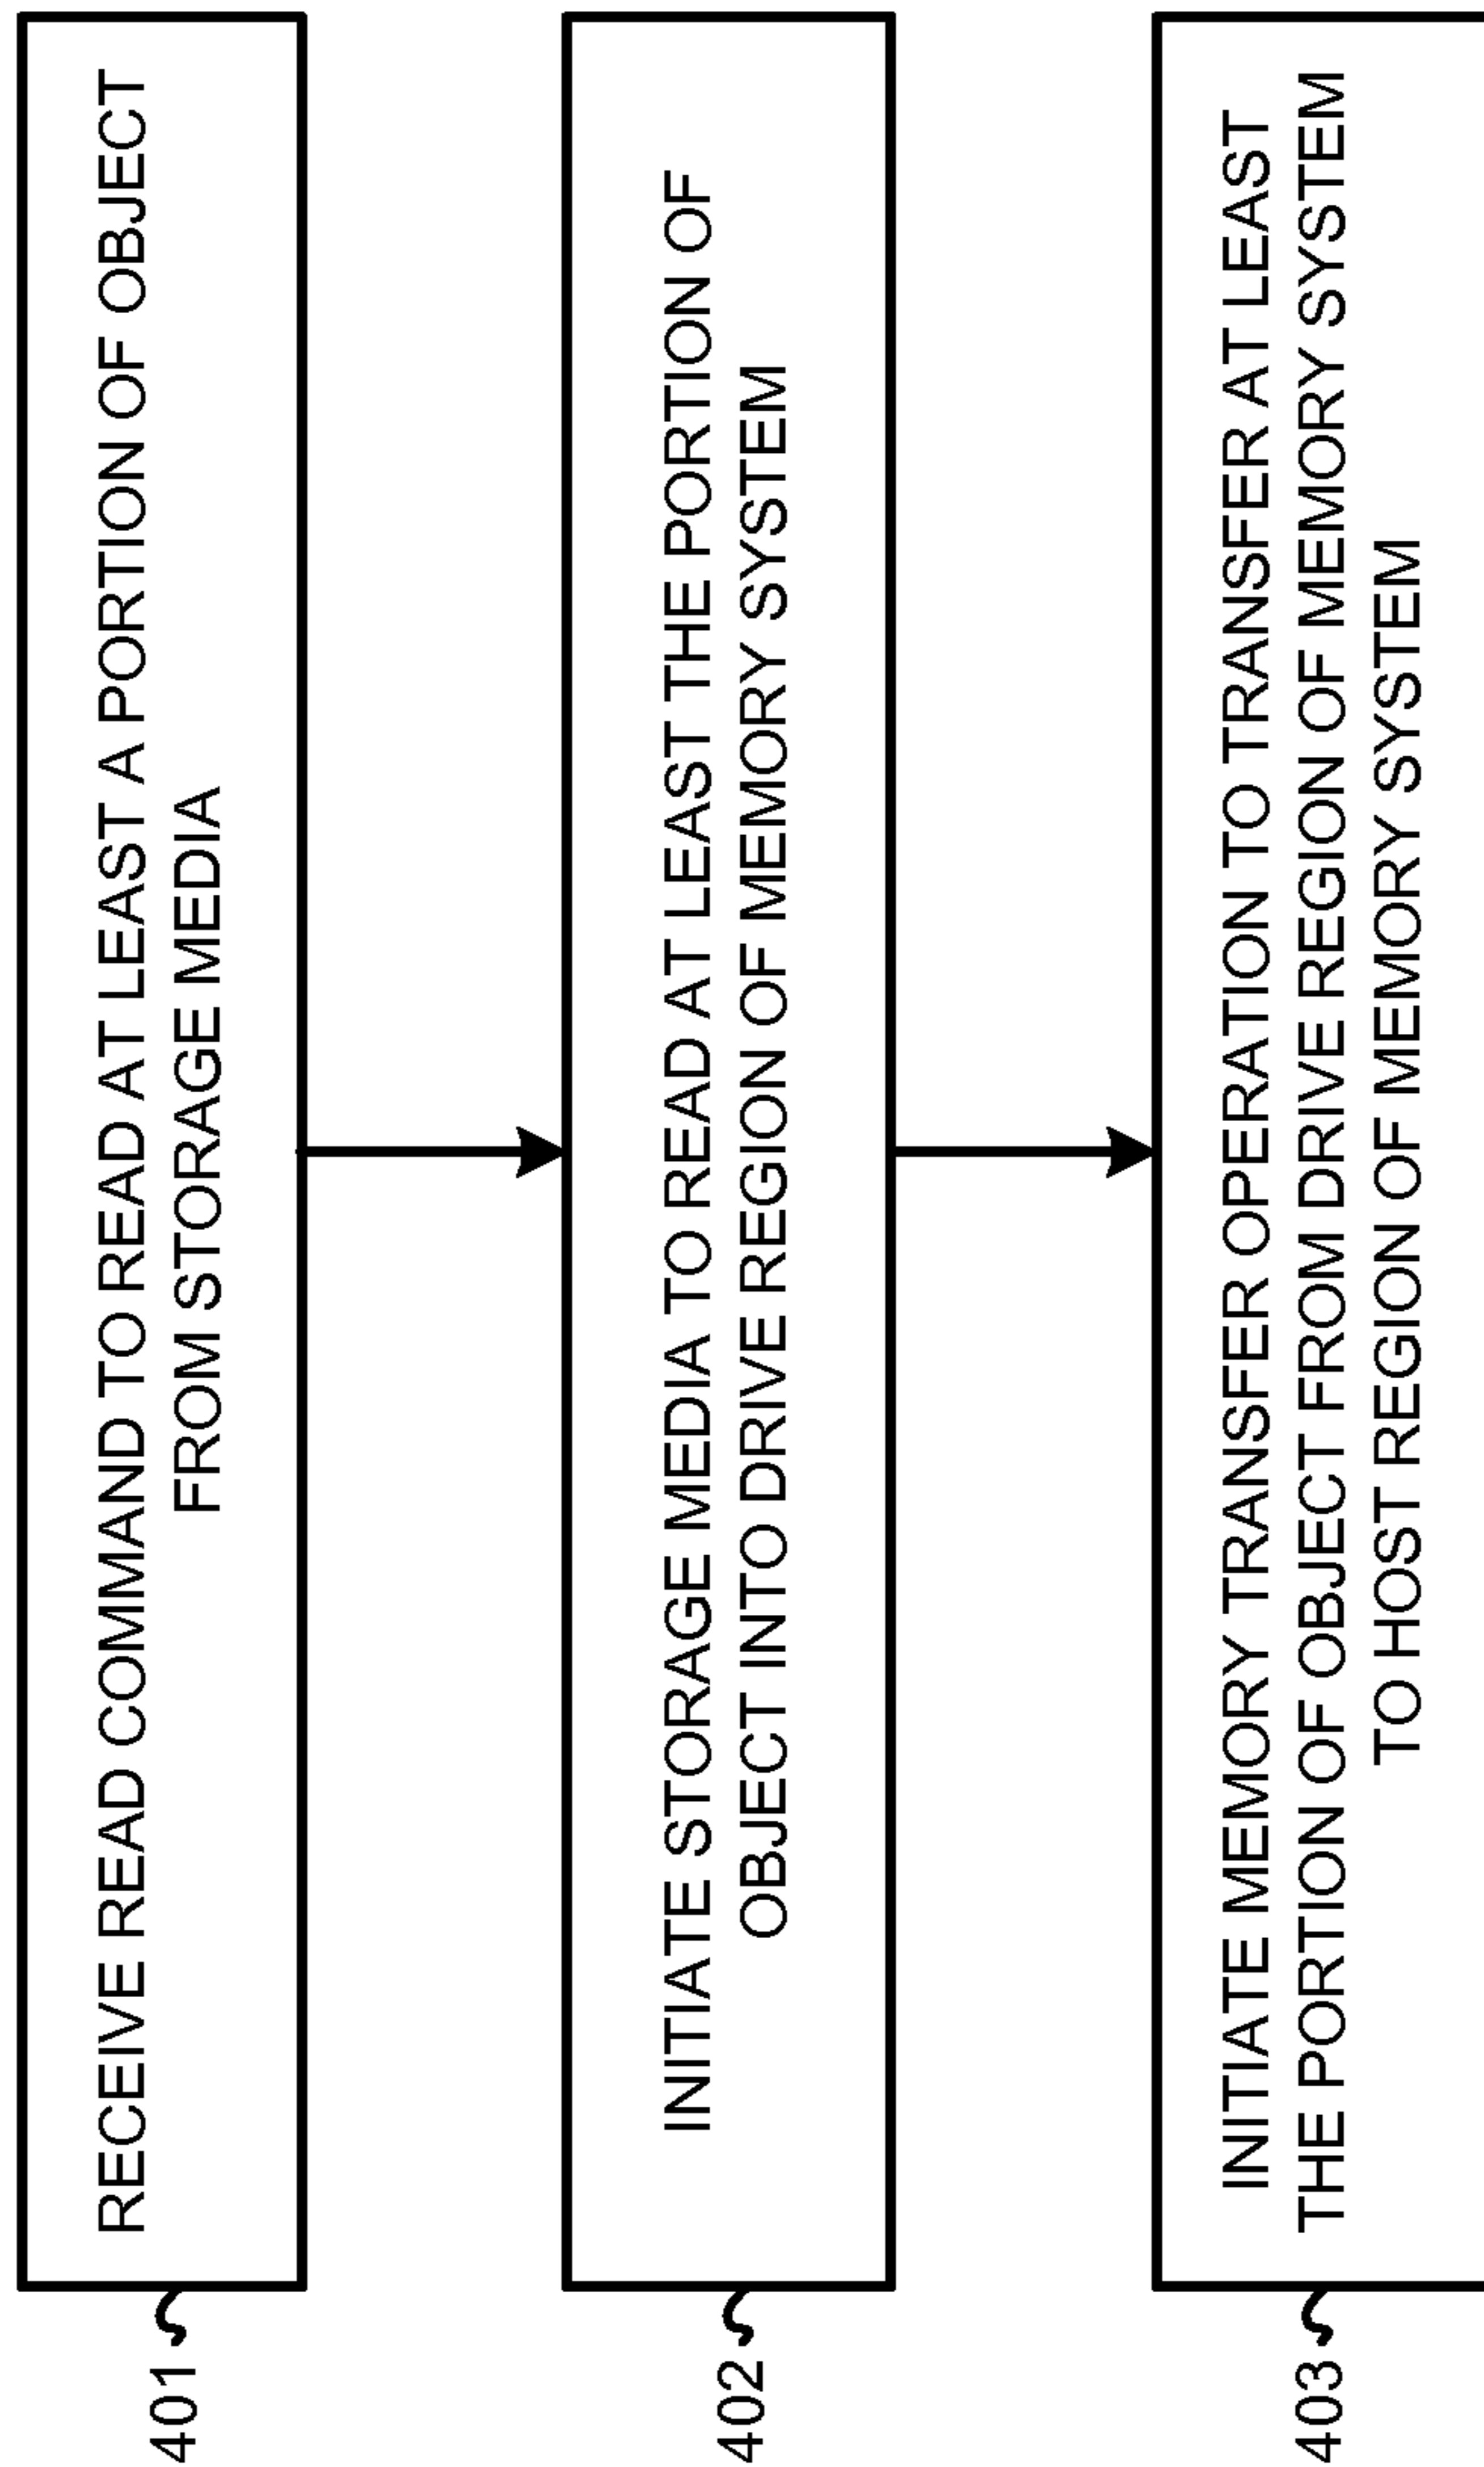 401
RECEIVE READ COMMAND TO READ AT LEAST A PORTION OF OBJECT
FROM STORAGE MEDIA
402
INITIATE STORAGE MEDIA TO READ AT LEAST THE PORTION OF
OBJECT INTO DRIVE REGION OF MEMORY SYSTEM
403
INITIATE MEMORY TRANSFER OPERATION TO TRANSFER AT LEAST
THE PORTION OF OBJECT FROM DRIVE REGION OF MEMORY SYSTEM
TO HOST REGION OF MEMORY SYSTEM